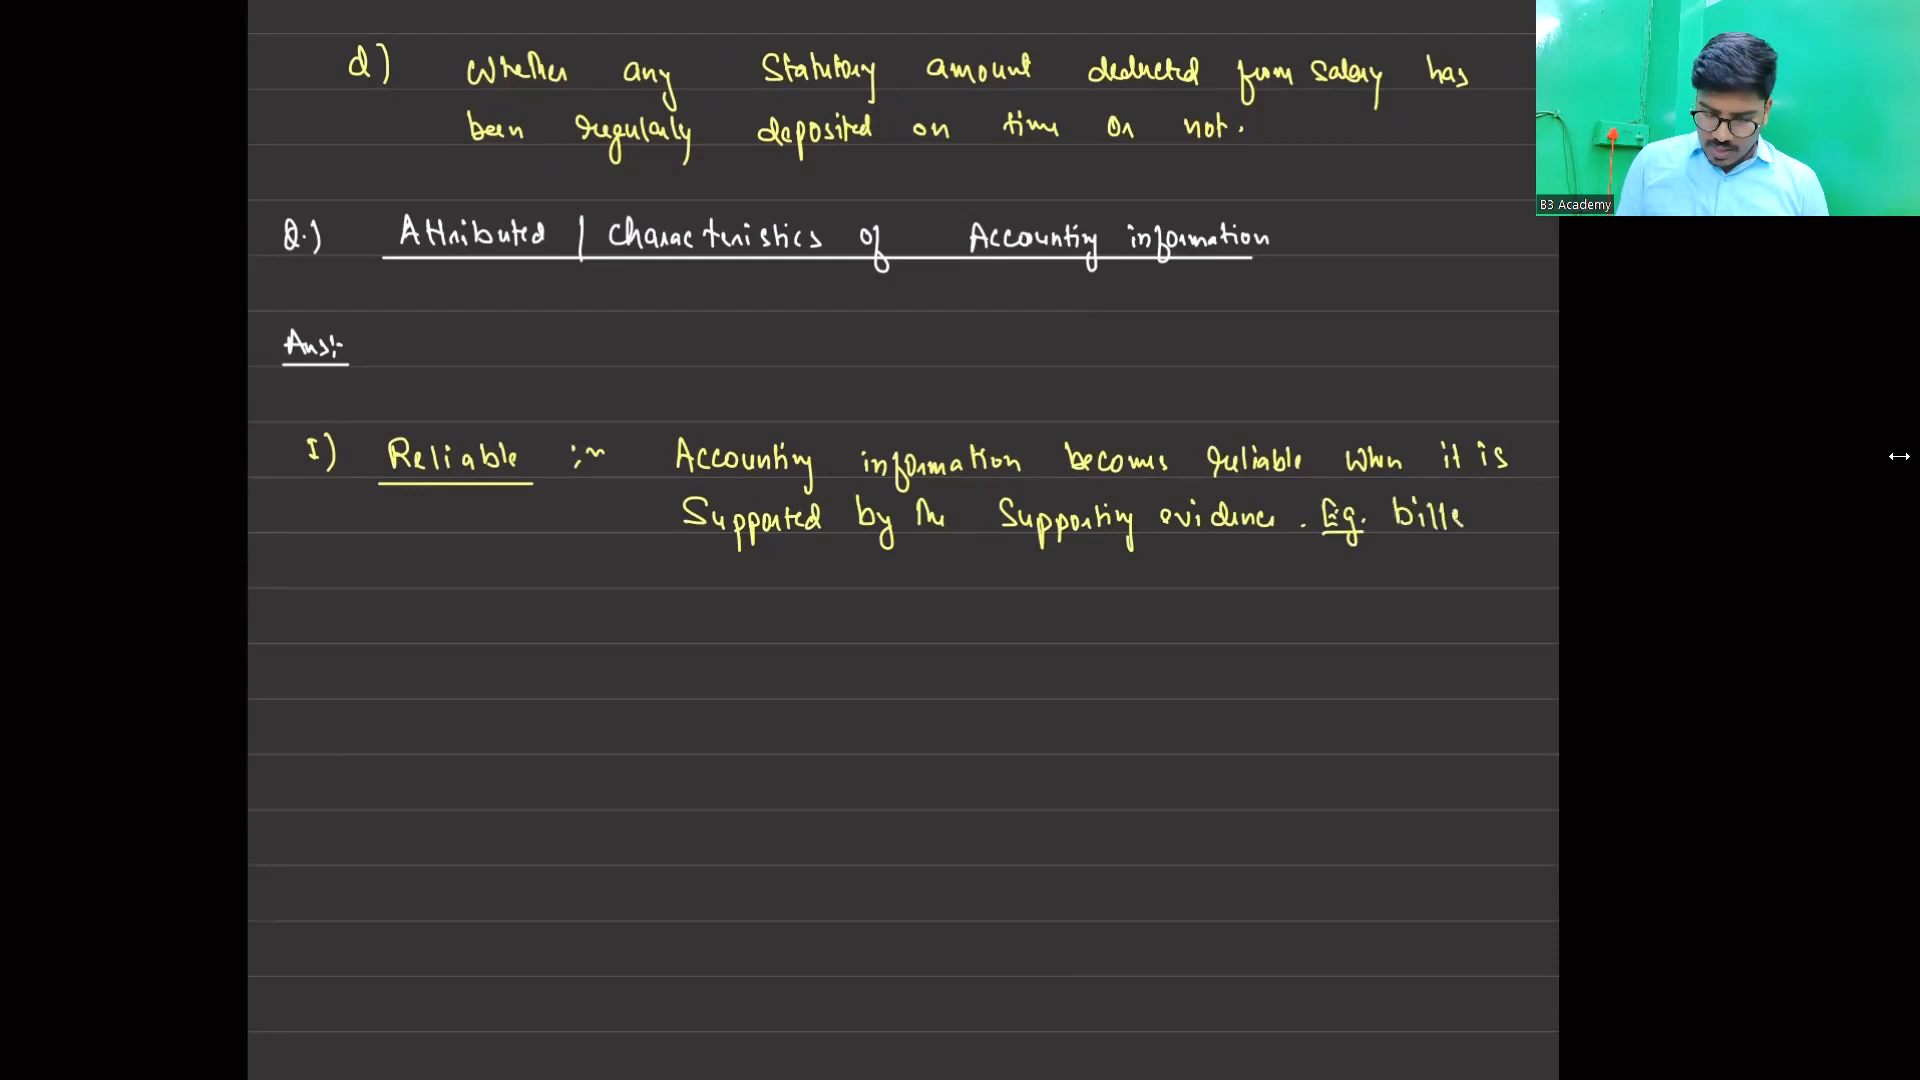 d) Whether any Statutory amount deducted from salary has
been regularly deposited on time or not.
B3 Academy
Q.) Attributed / Characteristics of Accounting information
Ans:-
I) Reliable :~ Accounting information becomes reliable when it is
Supported by the Supporting evidence. Eg. bills